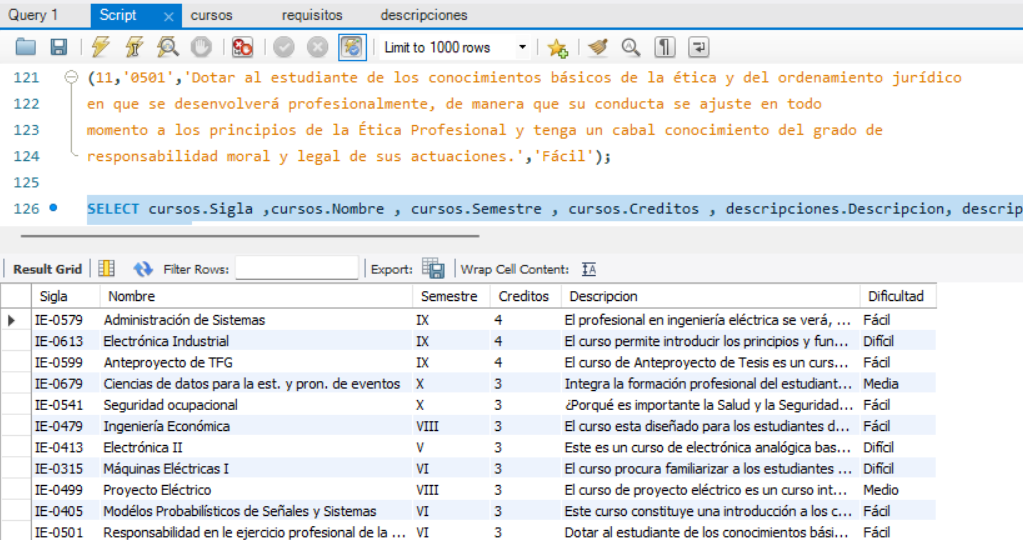 Query 1 Script × cursos requisitos descripciones
Limit to 1000 rows
121 (11,'0501','Dotar al estudiante de los conocimientos básicos de la ética y del ordenamiento jurídico
122 en que se desenvolverá profesionalmente, de manera que su conducta se ajuste en todo
123 momento a los principios de la Ética Profesional y tenga un cabal conocimiento del grado de
124 responsabilidad moral y legal de sus actuaciones.','Fácil');
125
126 SELECT cursos.Sigla ,cursos.Nombre , cursos.Semestre , cursos.Creditos , descripciones.Descripcion, descrip
Result Grid Filter Rows: Export: Wrap Cell Content:
Sigla Nombre Semestre Creditos Descripcion Dificultad
IE-0579 Administración de Sistemas IX 4 El profesional en ingeniería eléctrica se verá, ... Fácil
IE-0613 Electrónica Industrial IX 4 El curso permite introducir los principios y fun... Difícil
IE-0599 Anteproyecto de TFG IX 4 El curso de Anteproyecto de Tesis es un curs... Fácil
IE-0679 Ciencias de datos para la est. y pron. de eventos X 3 Integra la formación profesional del estudiant... Media
IE-0541 Seguridad ocupacional X 3 ¿Porqué es importante la Salud y la Seguridad... Fácil
IE-0479 Ingeniería Económica VIII 3 El curso esta diseñado para los estudiantes d... Fácil
IE-0413 Electrónica II V 3 Este es un curso de electrónica analógica bas... Difícil
IE-0315 Máquinas Eléctricas I VI 3 El curso procura familiarizar a los estudiantes ... Difícil
IE-0499 Proyecto Eléctrico VIII 3 El curso de proyecto eléctrico es un curso int... Medio
IE-0405 Modélos Probabilísticos de Señales y Sistemas VI 3 Este curso constituye una introducción a los c... Fácil
IE-0501 Responsabilidad en le ejercicio profesional de la ... VI 3 Dotar al estudiante de los conocimientos bási... Fácil